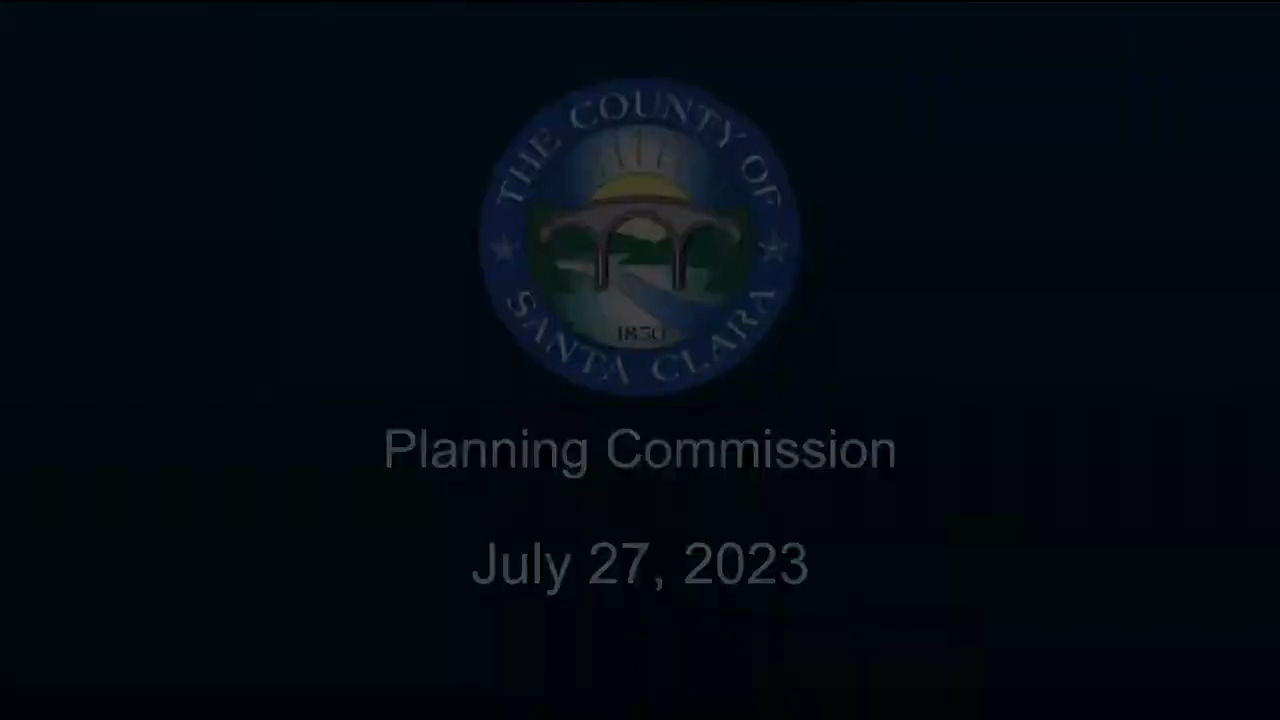 THE COUNTY OF
SANTA CLARA
1850
Planning Commission
July 27, 2023